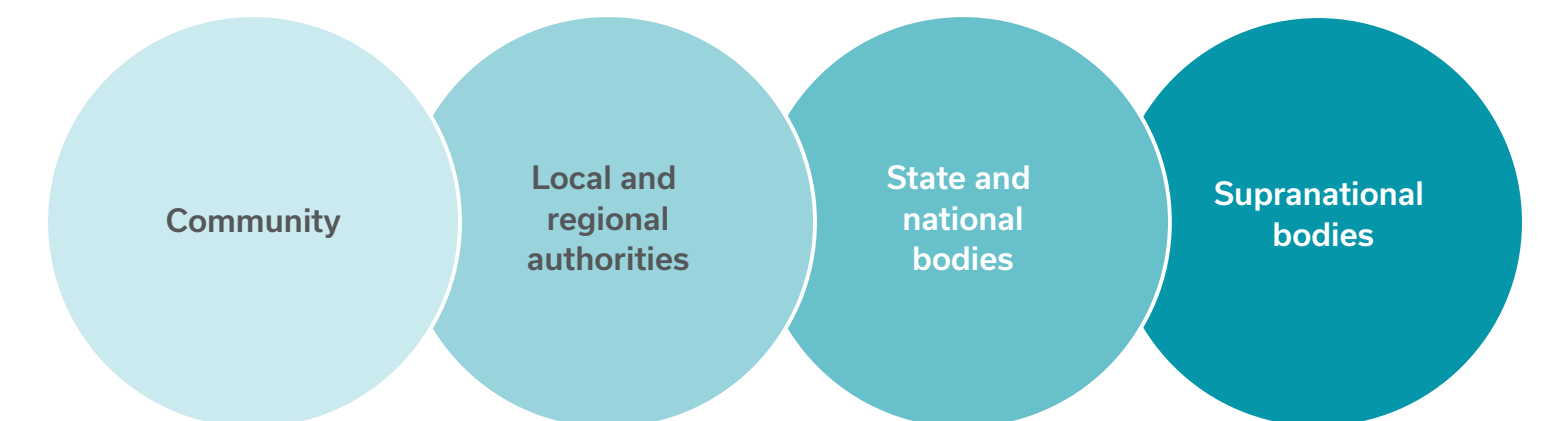 Community
Local and
regional
authorities
State and
national
bodies
Supranational
bodies